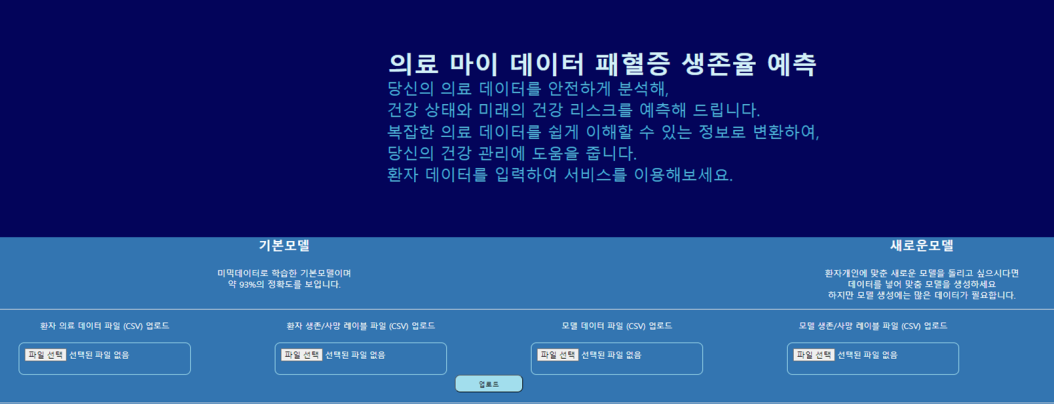 의료 마이 데이터 패혈증 생존율 예측
당신의 의료 데이터를 안전하게 분석해,
건강 상태와 미래의 건강 리스크를 예측해 드립니다.
복잡한 의료 데이터를 쉽게 이해할 수 있는 정보로 변환하여,
당신의 건강 관리에 도움을 줍니다.
환자 데이터를 입력하여 서비스를 이용해보세요.
기본모델
미믹데이터로 학습한 기본모델이며
약 93%의 정확도를 보입니다.
새로운모델
환자개인에 맞춘 새로운 모델을 돌리고 싶으시다면
데이터를 넣어 맞춤 모델을 생성하세요
하지만 모델 생성에는 많은 데이터가 필요합니다.
환자 의료 데이터 파일 (CSV) 업로드
환자 생존/사망 레이블 파일 (CSV) 업로드
모델 데이터 파일 (CSV) 업로드
모델 생존/사망 레이블 파일 (CSV) 업로드
파일 선택 선택된 파일 없음
파일 선택 선택된 파일 없음
파일 선택 선택된 파일 없음
파일 선택 선택된 파일 없음
업로드